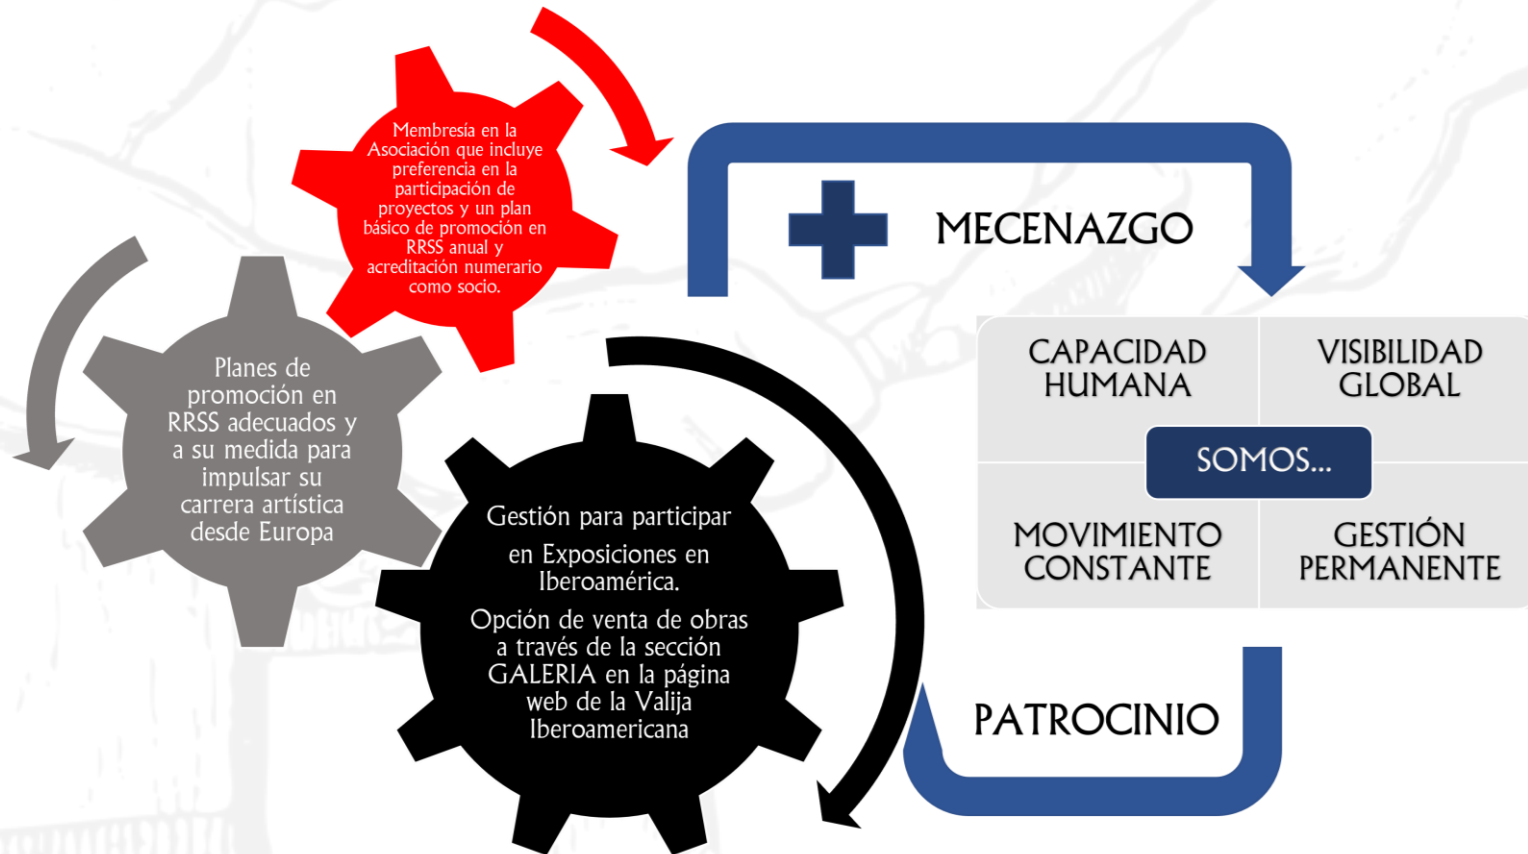 Membresía en la
Asociación que incluye
preferencia en la
participación de
proyectos y un plan
básico de promoción en
RRSS anual y
acreditación numerario
como socio.
Planes de
promoción en
RRSS adecuados y
a su medida para
impulsar su
carrera artística
desde Europa
Gestión para participar
en Exposiciones en
Iberoamérica.
Opción de venta de obras
a través de la sección
GALERIA en la página
web de la Valija
Iberoamericana
MECENAZGO
CAPACIDAD
HUMANA
VISIBILIDAD
GLOBAL
SOMOS...
MOVIMIENTO
CONSTANTE
GESTIÓN
PERMANENTE
PATROCINIO